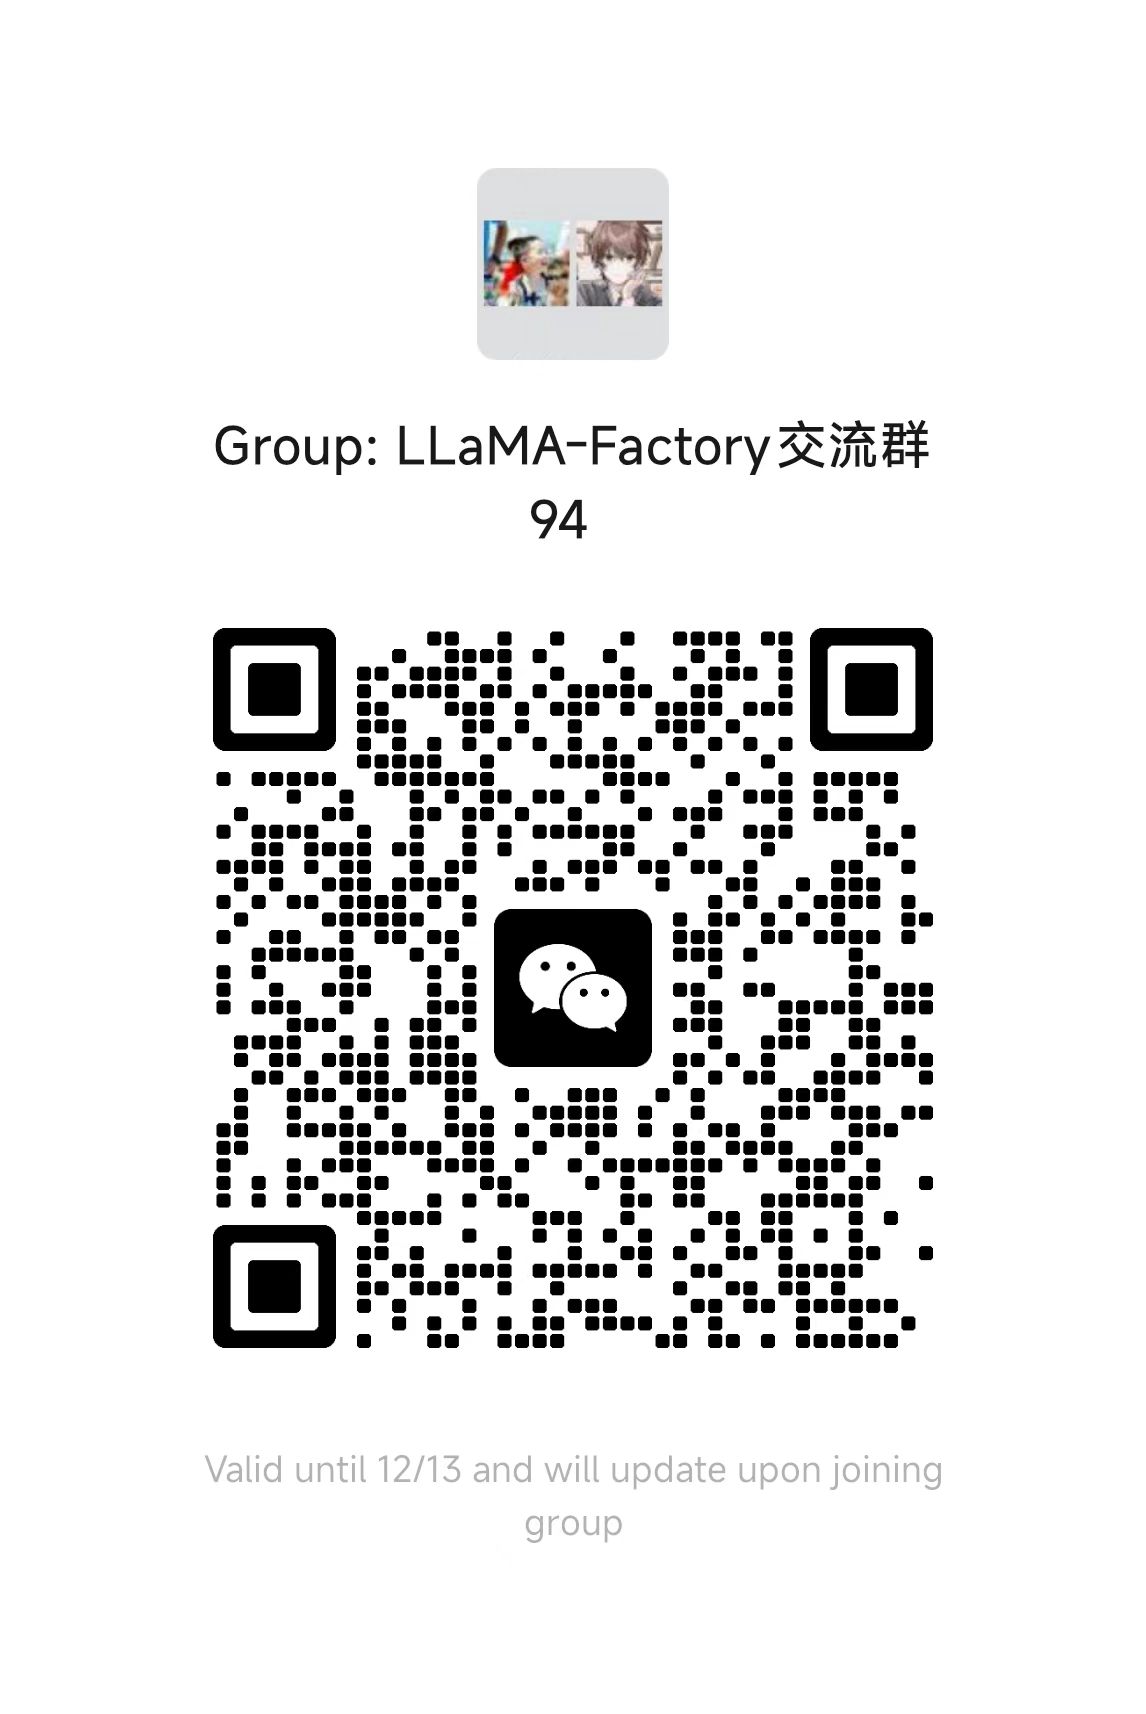 Group: LLaMA-Factory交流群
94
Valid until 12/13 and will update upon joining
group